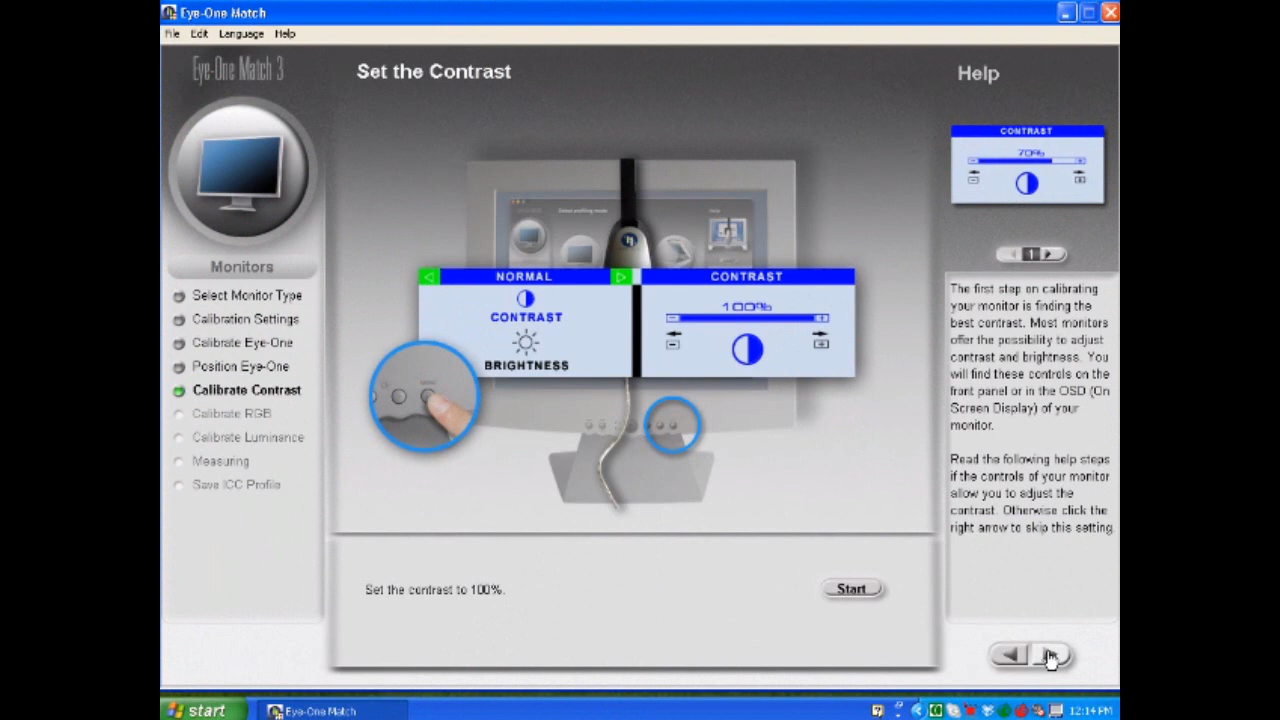 Eye-One Match
File Edit Language Help
Eye-One Match 3
Set the Contrast
Help
CONTRAST
70%
1
Monitors
Select Monitor Type
Calibration Settings
Calibrate Eye-One
Position Eye-One
Calibrate Contrast
Calibrate RGB
Calibrate Luminance
Measuring
Save ICC Profile
Select profiling mode
Help
NORMAL
CONTRAST
BRIGHTNESS
CONTRAST
100%
The first step on calibrating
your monitor is finding the
best contrast. Most monitors
offer the possibility to adjust
contrast and brightness. You
will find these controls on the
front panel or in the OSD (On
Screen Display) of your
monitor.
Read the following help steps
if the controls of your monitor
allow you to adjust the
contrast. Otherwise click the
right arrow to skip this setting.
Set the contrast to 100%.
Start
start
Eye-One Match
12:14 PM